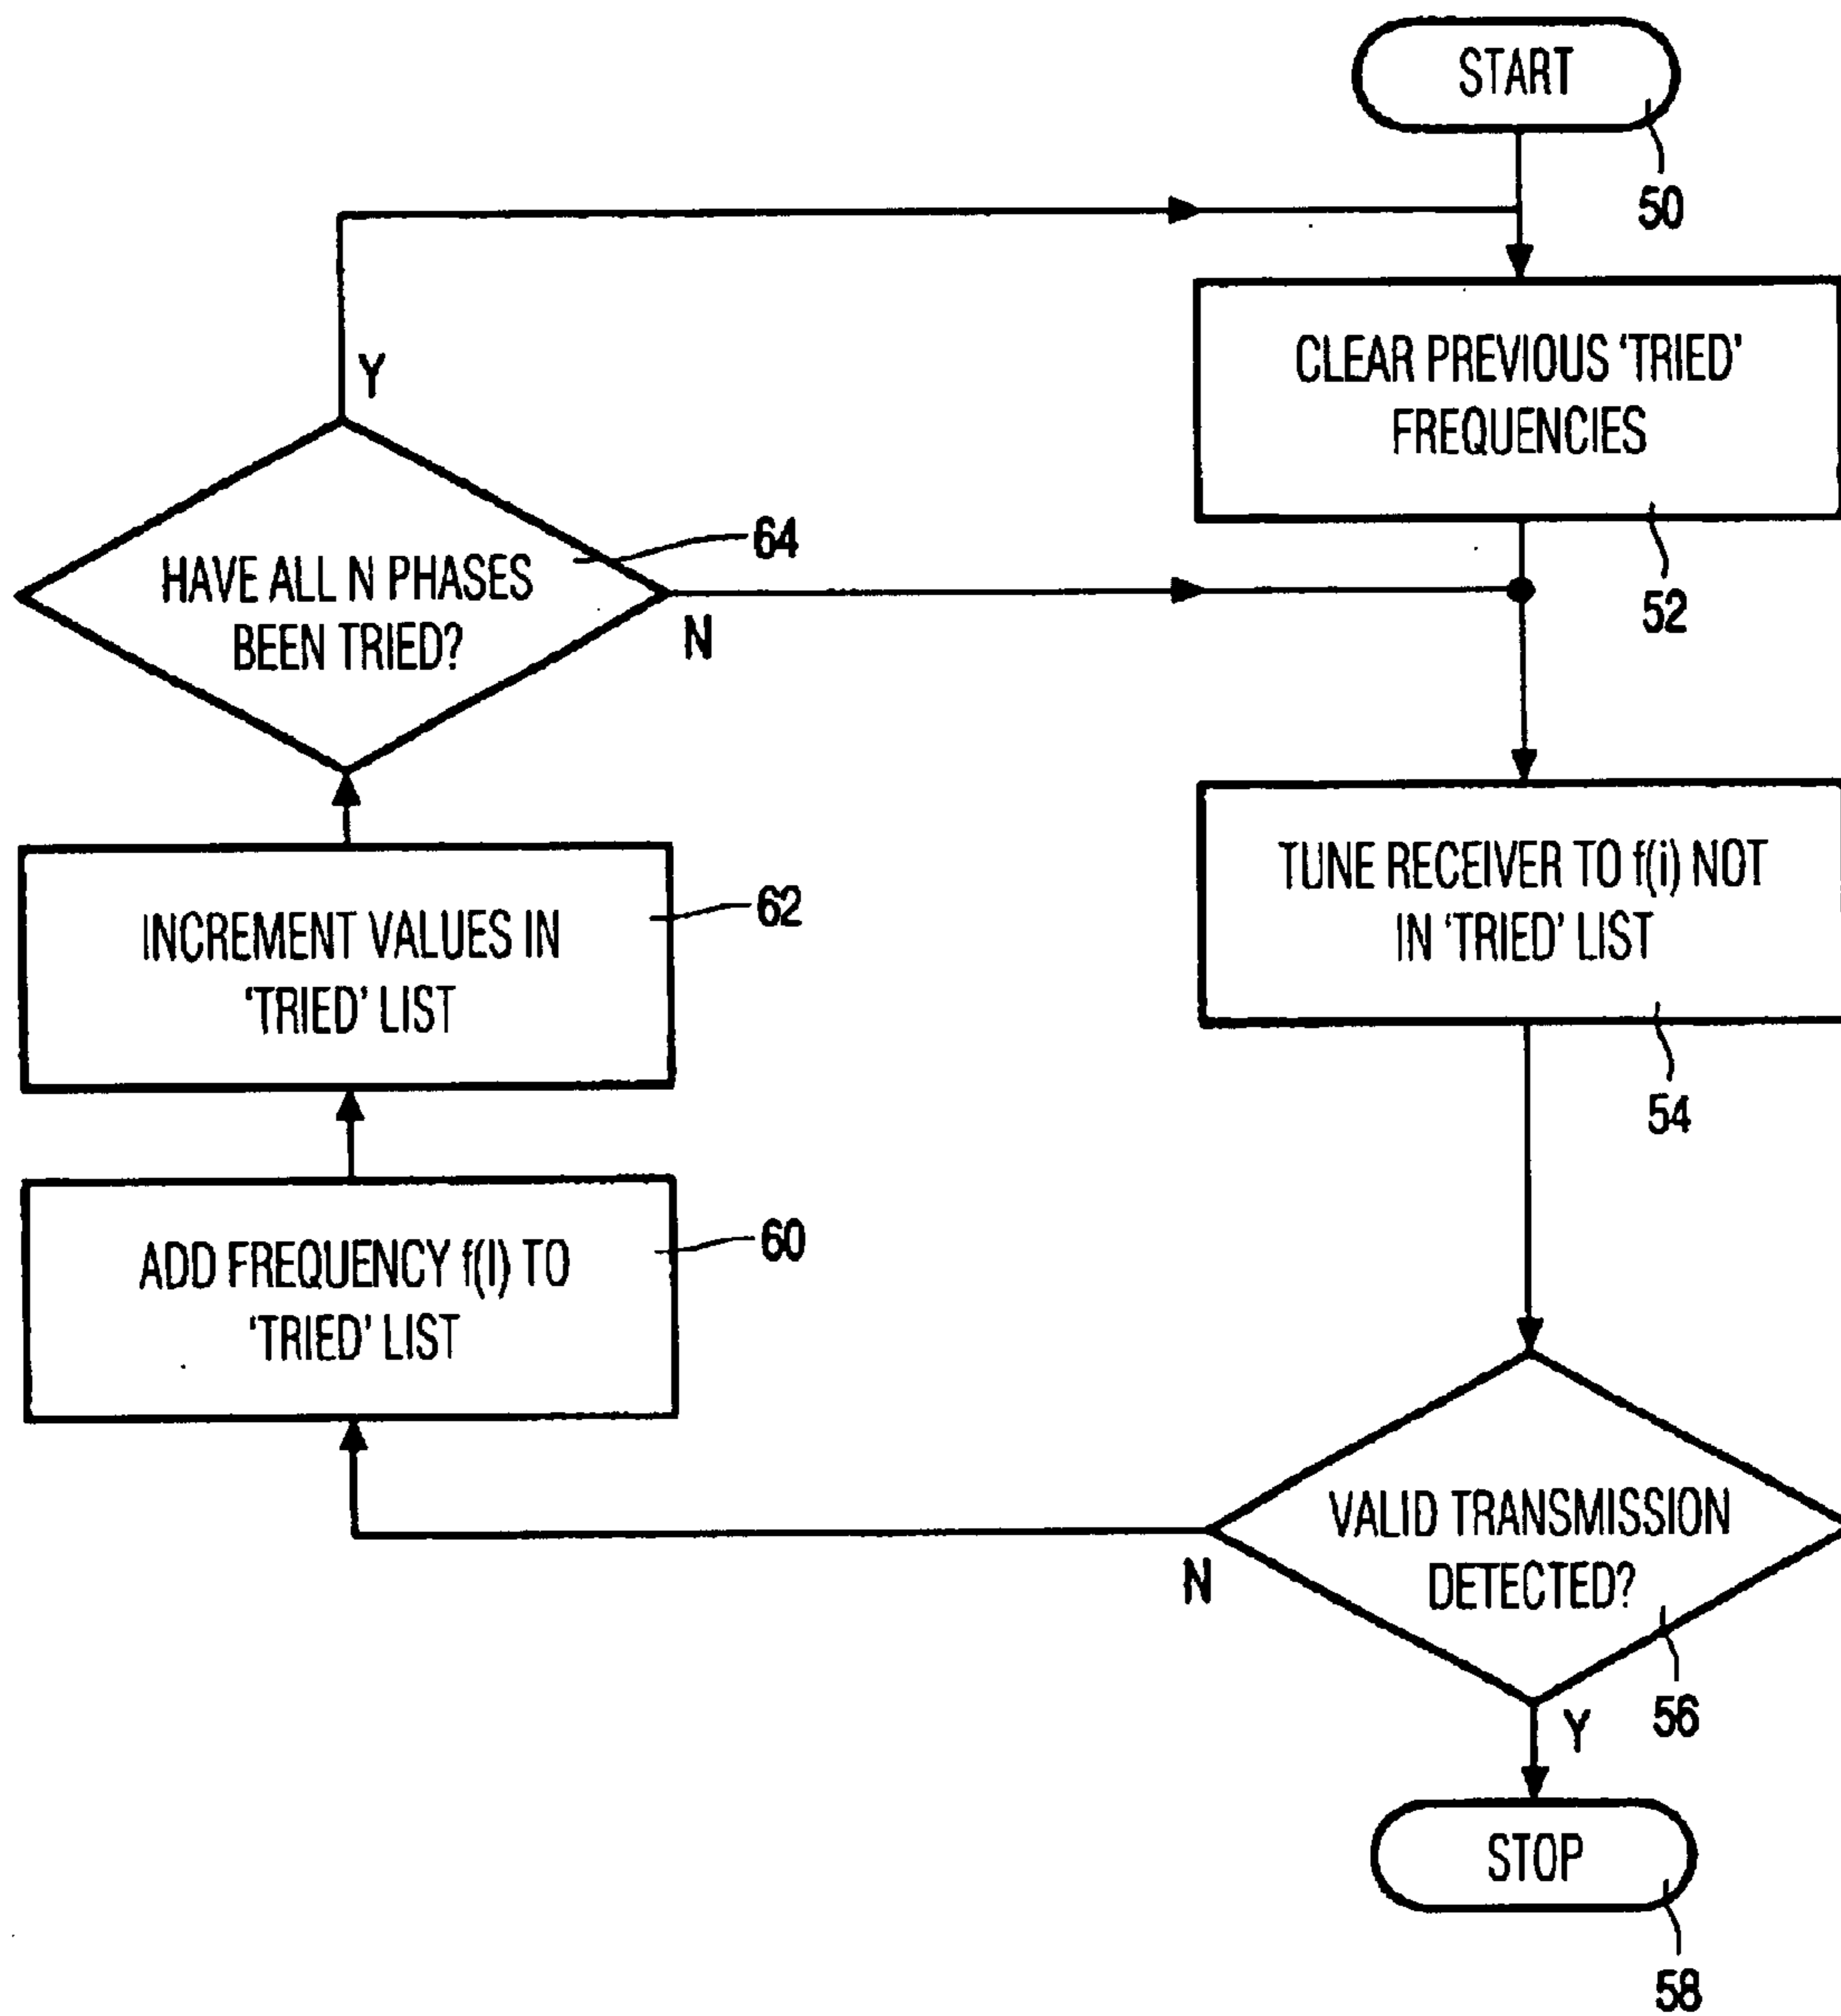 START
50
CLEAR PREVIOUS 'TRIED'
FREQUENCIES
52
Y
HAVE ALL N PHASES
BEEN TRIED?
64
N
TUNE RECEIVER TO f(i) NOT
IN 'TRIED' LIST
54
INCREMENT VALUES IN
'TRIED' LIST
62
ADD FREQUENCY f(I) TO
'TRIED' LIST
60
VALID TRANSMISSION
DETECTED?
56
N
Y
STOP
58